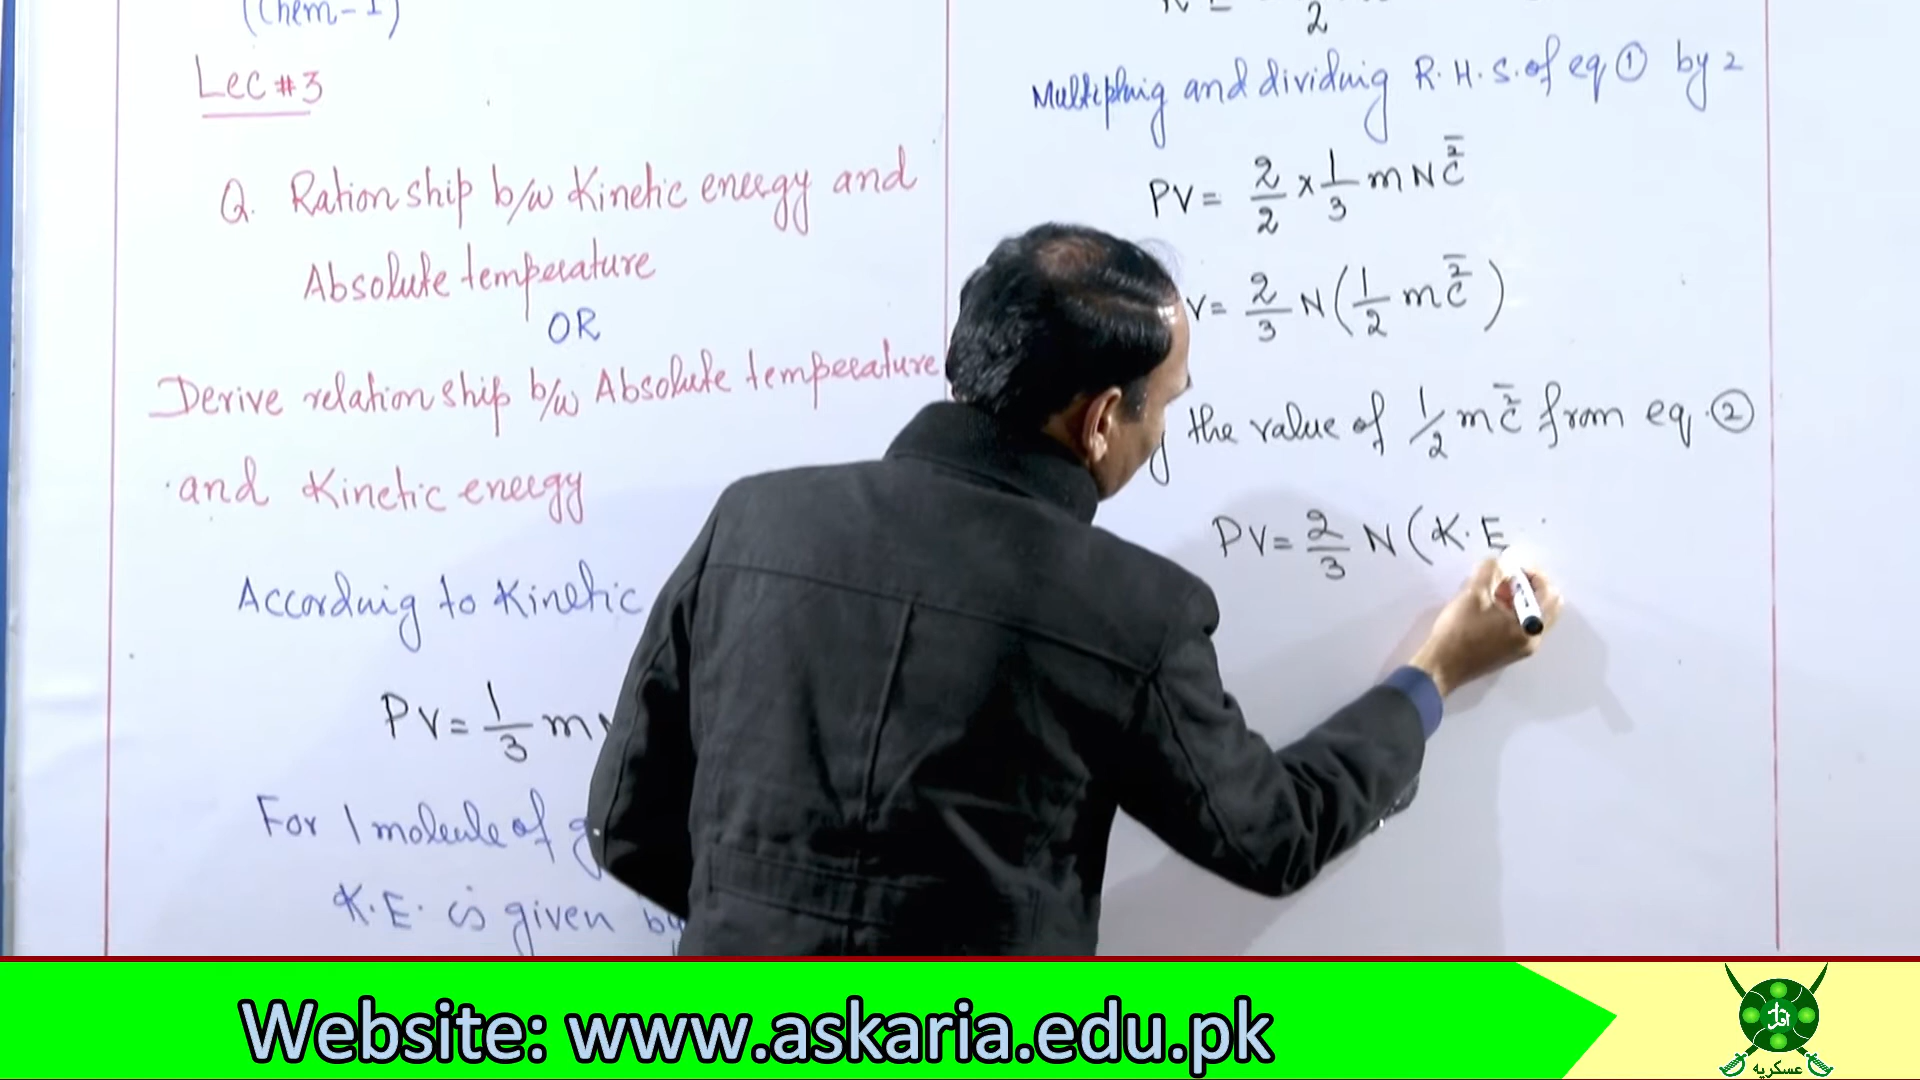 (Chem-I)
Lec #3
Q. Rationship b/w Kinetic energy and
Absolute temperature
OR
Derive relationship b/w Absolute temperature
and Kinetic energy
According to Kinetic
PV = 1/3 m
For 1 molecule of
K.E. is given by
2
Multiplying and dividing R.H.S. of eq ① by 2
PV = 2/2 × 1/3 m N c̄²
V = 2/3 N (1/2 m c̄²)
the value of 1/2 m c̄² from eq. ②
PV = 2/3 N (K.E
Website: www.askaria.edu.pk
اقرأ
عسکریہ